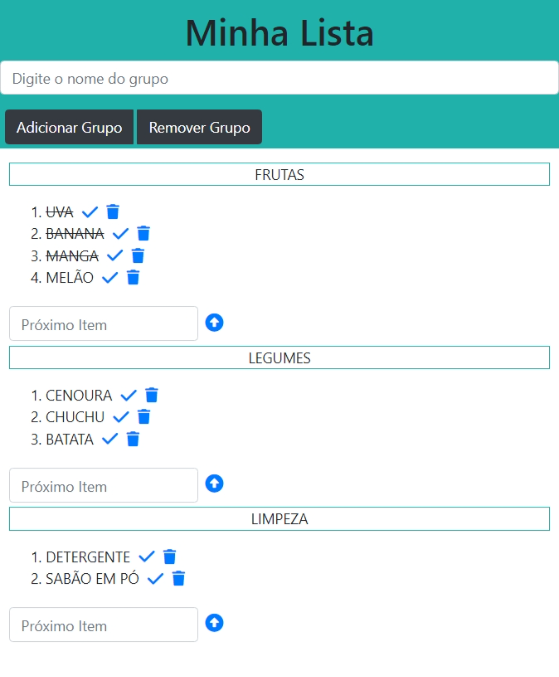 Minha Lista
Digite o nome do grupo
Adicionar Grupo Remover Grupo
FRUTAS
1. UVA
2. BANANA
3. MANGA
4. MELÃO
Próximo Item
LEGUMES
1. CENOURA
2. CHUCHU
3. BATATA
Próximo Item
LIMPEZA
1. DETERGENTE
2. SABÃO EM PÓ
Próximo Item